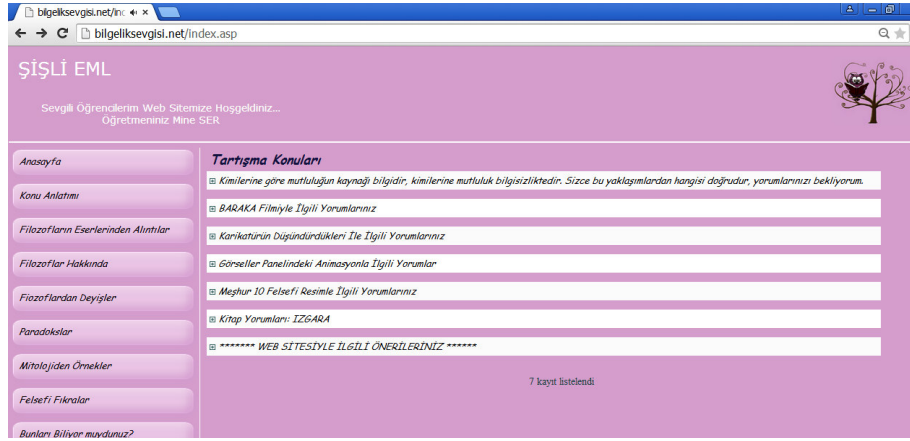 bilgeliksevgisi.net/inc
bilgeliksevgisi.net/index.asp
ŞİŞLİ EML
Sevgili Öğrencilerim Web Sitemize Hoşgeldiniz...
Öğretmeniniz Mine
SER
Anasayfa
Konu Anlatımı
Filozofların Eserlerinden Alıntılar
Filozoflar Hakkında
Fiozoflardan Deyişler
Paradokslar
Mitolojiden Örnekler
Felsefi Fıkralar
Bunları Biliyor muydunuz?
Tartışma Konuları
Kimilerine göre mutluluğun kaynağı bilgidir, kimilerine mutluluk bilgisizliktedir. Sizce bu yaklaşımlardan hangisi doğrudur, yorumlarınızı bekliyorum.
BARAKA Filmiyle İlgili Yorumlarınız
Karikatürün Düşündürdükleri İle İlgili Yorumlarınız
Görseller Panelindeki Animasyonla İlgili Yorumlar
Meşhur 10 Felsefi Resimle İlgili Yorumlarınız
Kitap Yorumları: IZGARA
******* WEB SİTESİYLE İLGİLİ ÖNERİLERİNİZ ******
7 kayıt listelendi